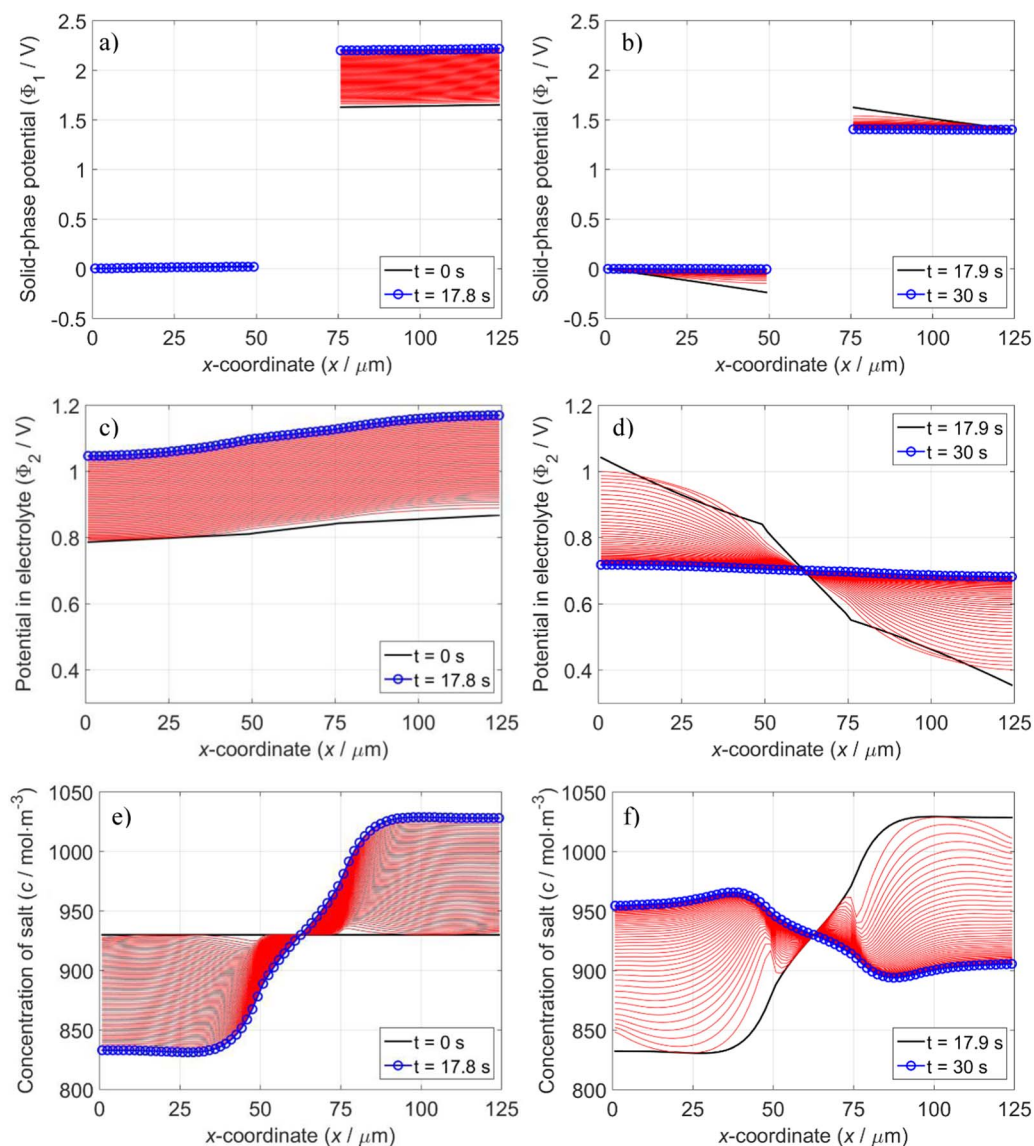 a)
Solid-phase potential (Φ1 / V)
2.5
2
1.5
1
0.5
0
-0.5
0 25 50 75 100 125
x-coordinate (x / μm)
t = 0 s
t = 17.8 s
b)
Solid-phase potential (Φ1 / V)
2.5
2
1.5
1
0.5
0
-0.5
0 25 50 75 100 125
x-coordinate (x / μm)
t = 17.9 s
t = 30 s
c)
Potential in electrolyte (Φ2 / V)
1.2
1
0.8
0.6
0.4
0 25 50 75 100 125
x-coordinate (x / μm)
t = 0 s
t = 17.8 s
d)
Potential in electrolyte (Φ2 / V)
1.2
1
0.8
0.6
0.4
0 25 50 75 100 125
x-coordinate (x / μm)
t = 17.9 s
t = 30 s
e)
Concentration of salt (c / mol·m-3)
1050
1000
950
900
850
800
0 25 50 75 100 125
x-coordinate (x / μm)
t = 0 s
t = 17.8 s
f)
Concentration of salt (c / mol·m-3)
1050
1000
950
900
850
800
0 25 50 75 100 125
x-coordinate (x / μm)
t = 17.9 s
t = 30 s